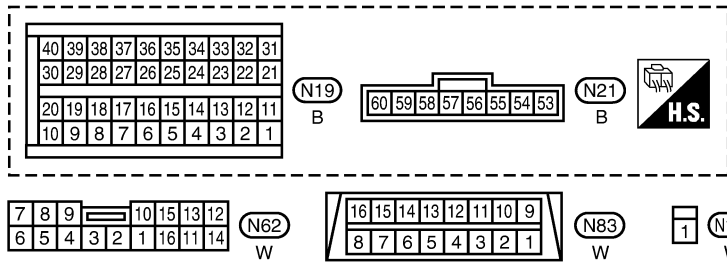 40 39 38 37 36 35 34 33 32 31
30 29 28 27 26 25 24 23 22 21
20 19 18 17 16 15 14 13 12 11
10 9 8 7 6 5 4 3 2 1
N19
B
60 59 58 57 56 55 54 53
N21
B
H.S.
7 8 9 10 15 13 12
6 5 4 3 2 1 16 11 14
N62
W
16 15 14 13 12 11 10 9
8 7 6 5 4 3 2 1
N83
W
1